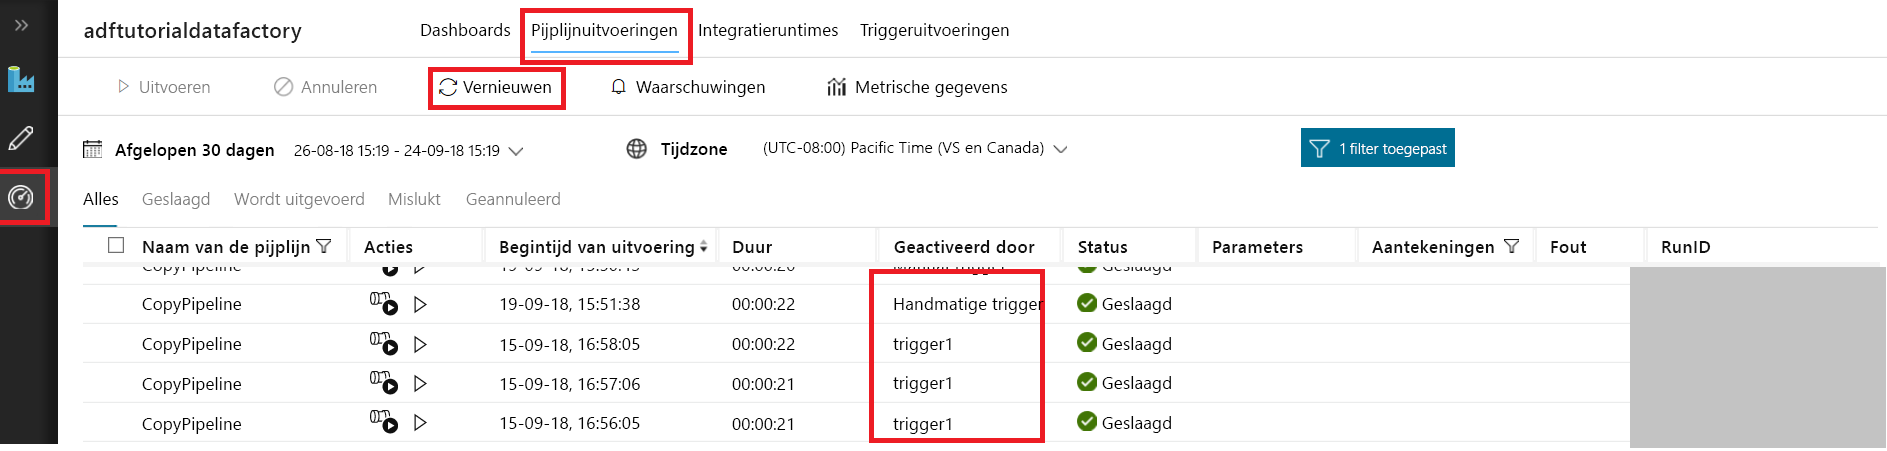 adftutorialdatafactory Dashboards Pijplijnuitvoeringen Integratieruntimes Triggeruitvoeringen
Uitvoeren Annuleren Vernieuwen Waarschuwingen Metrische gegevens
Afgelopen 30 dagen 26-08-18 15:19 - 24-09-18 15:19 Tijdzone (UTC-08:00) Pacific Time (VS en Canada) 1 filter toegepast
Alles Geslaagd Wordt uitgevoerd Mislukt Geannuleerd
Naam van de pijplijn Acties Begintijd van uitvoering Duur Geactiveerd door Status Parameters Aantekeningen Fout RunID
CopyPipeline Geslaagd
CopyPipeline 19-09-18, 15:51:38 00:00:22 Handmatige trigger Geslaagd
CopyPipeline 15-09-18, 16:58:05 00:00:22 trigger1 Geslaagd
CopyPipeline 15-09-18, 16:57:06 00:00:21 trigger1 Geslaagd
CopyPipeline 15-09-18, 16:56:05 00:00:21 trigger1 Geslaagd